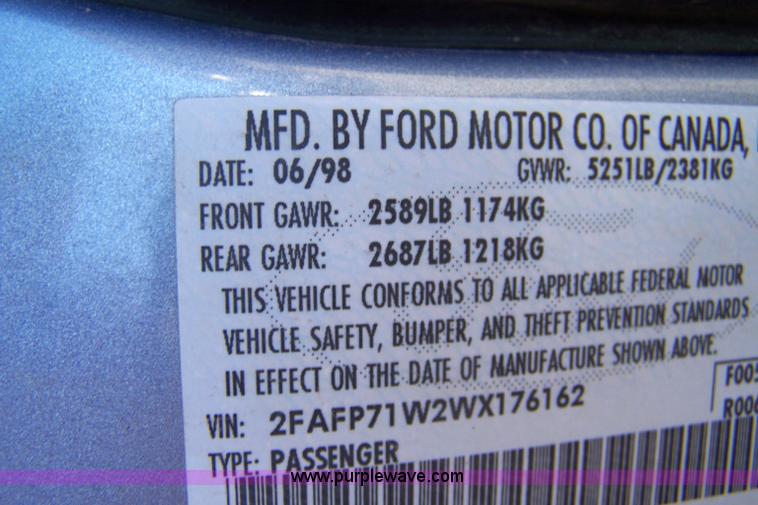 MFD. BY FORD MOTOR CO. OF CANADA,
DATE: 06/98 GVWR: 5251LB/2381KG
FRONT GAWR: 2589LB 1174KG
REAR GAWR: 2687LB 1218KG
THIS VEHICLE CONFORMS TO ALL APPLICABLE FEDERAL MOTOR
VEHICLE SAFETY, BUMPER, AND THEFT PREVENTION STANDARDS
IN EFFECT ON THE DATE OF MANUFACTURE SHOWN ABOVE.
F005
VIN: 2FAFP71W2WX176162
R006
TYPE: PASSENGER
www.purplewave.com